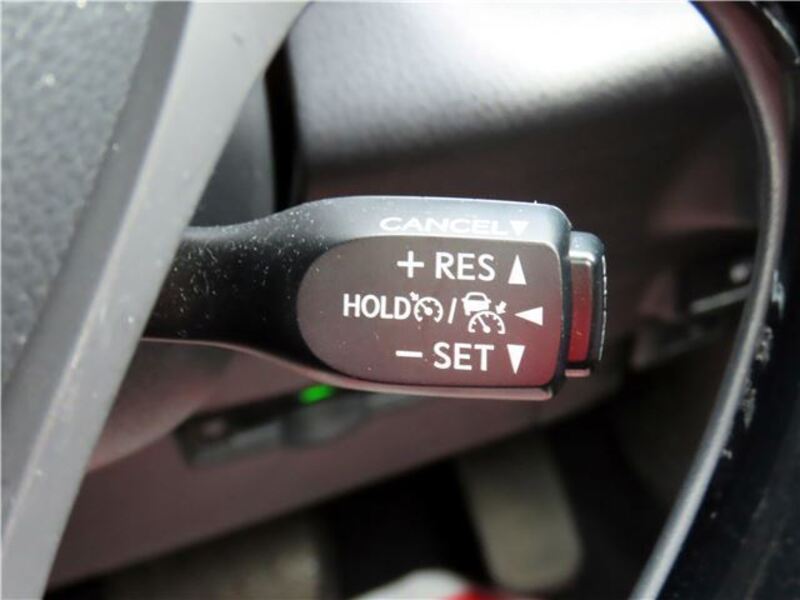 CANCEL▼
+ RES ▲
HOLD / ◀
− SET ▼